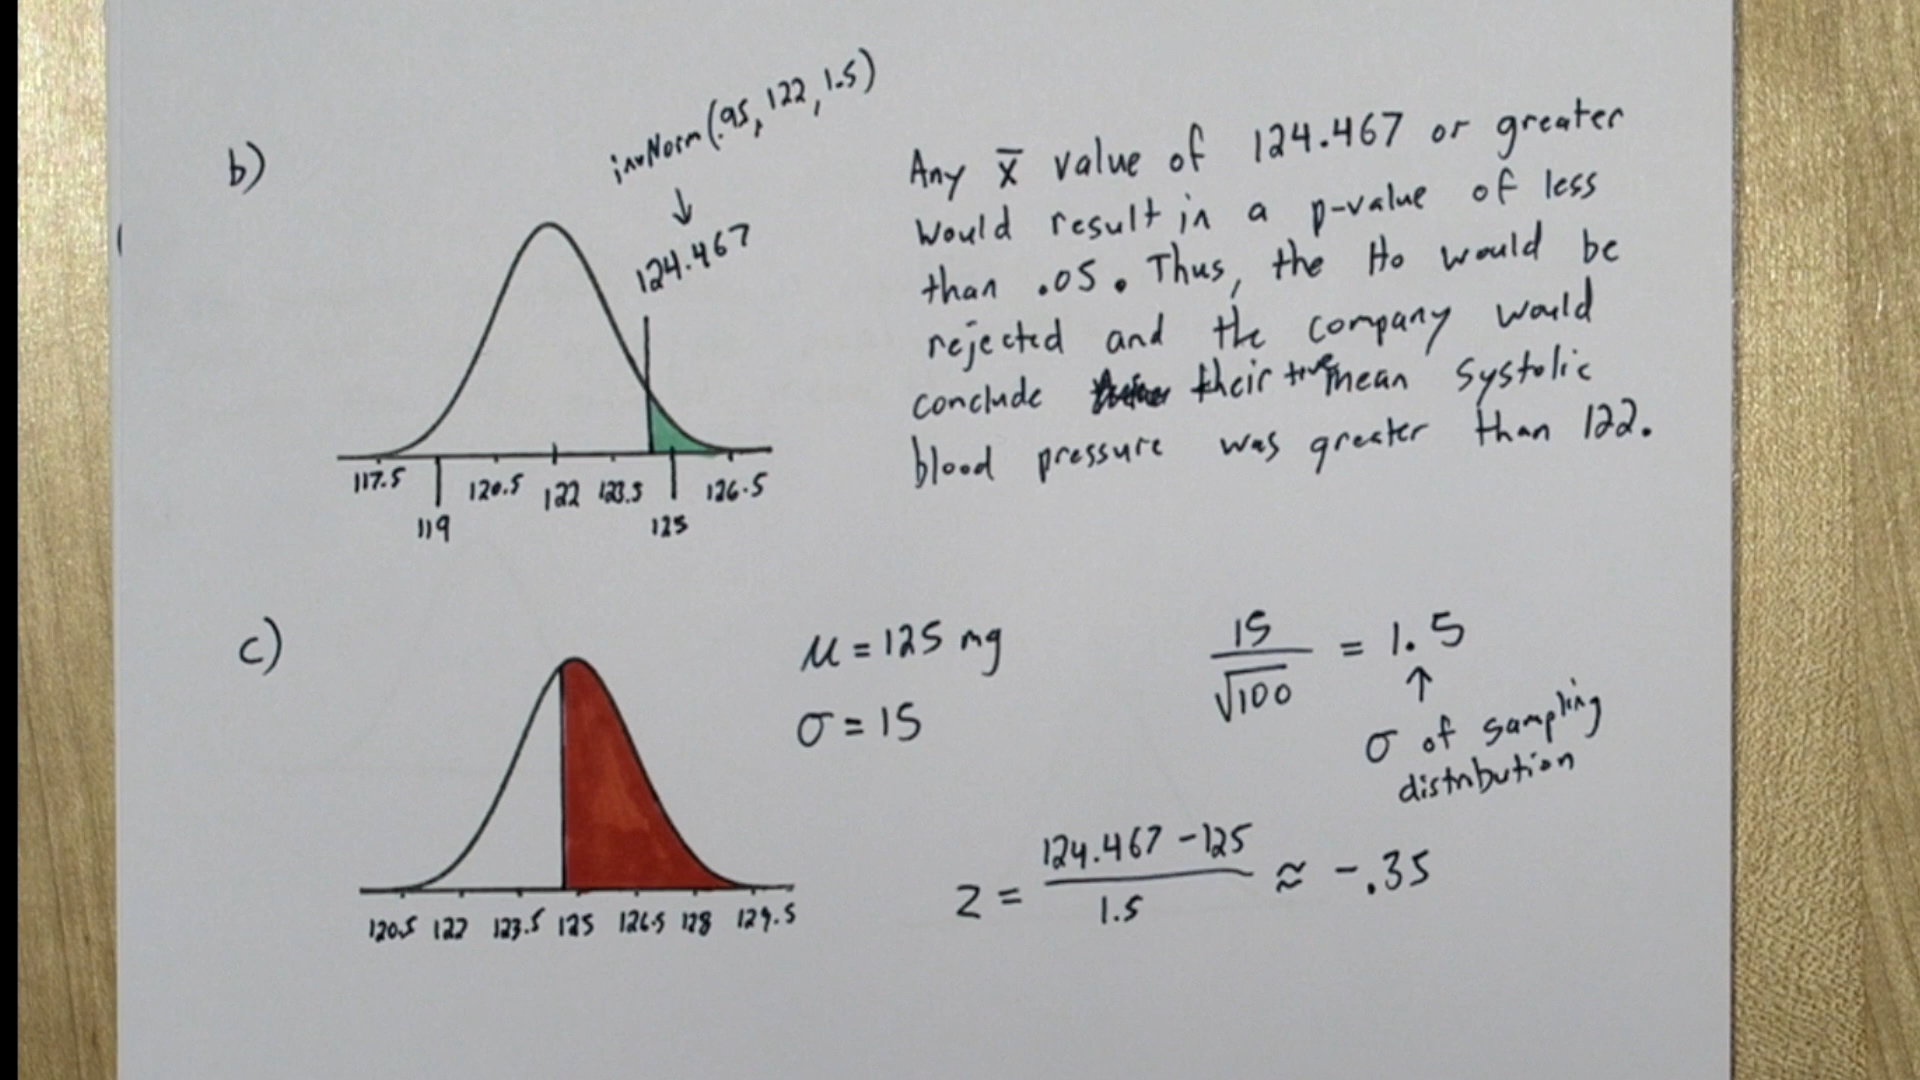 b)
invNorm(.95, 122, 1.5)
↓
124.467
117.5 119 120.5 122 123.5 125 126.5
Any x̄ value of 124.467 or greater
would result in a p-value of less
than .05. Thus, the Ho would be
rejected and the company would
conclude their true mean systolic
blood pressure was greater than 122.
c)
120.5 122 123.5 125 126.5 128 129.5
μ = 125 mg
σ = 15
15/√100 = 1.5
↑
σ of sampling
distribution
z = (124.467 - 125)/1.5 ≈ -.35